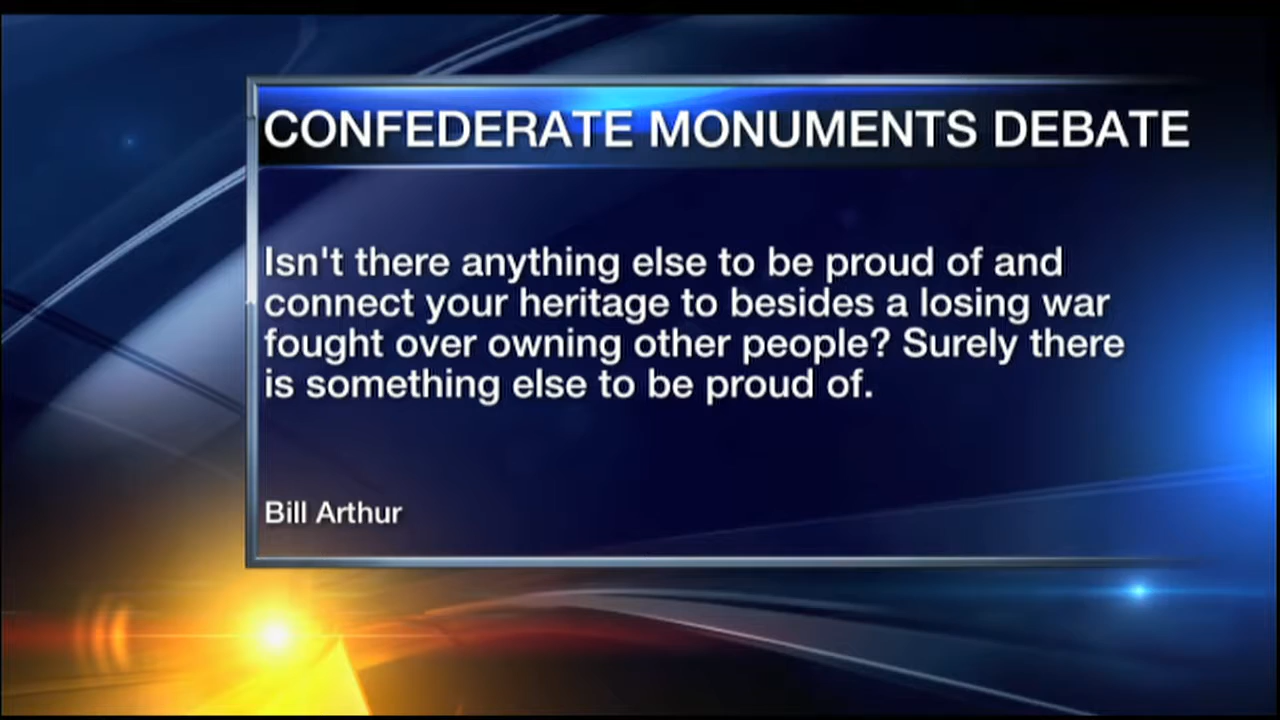 CONFEDERATE MONUMENTS DEBATE
Isn't there anything else to be proud of and
connect your heritage to besides a losing war
fought over owning other people? Surely there
is something else to be proud of.
Bill Arthur